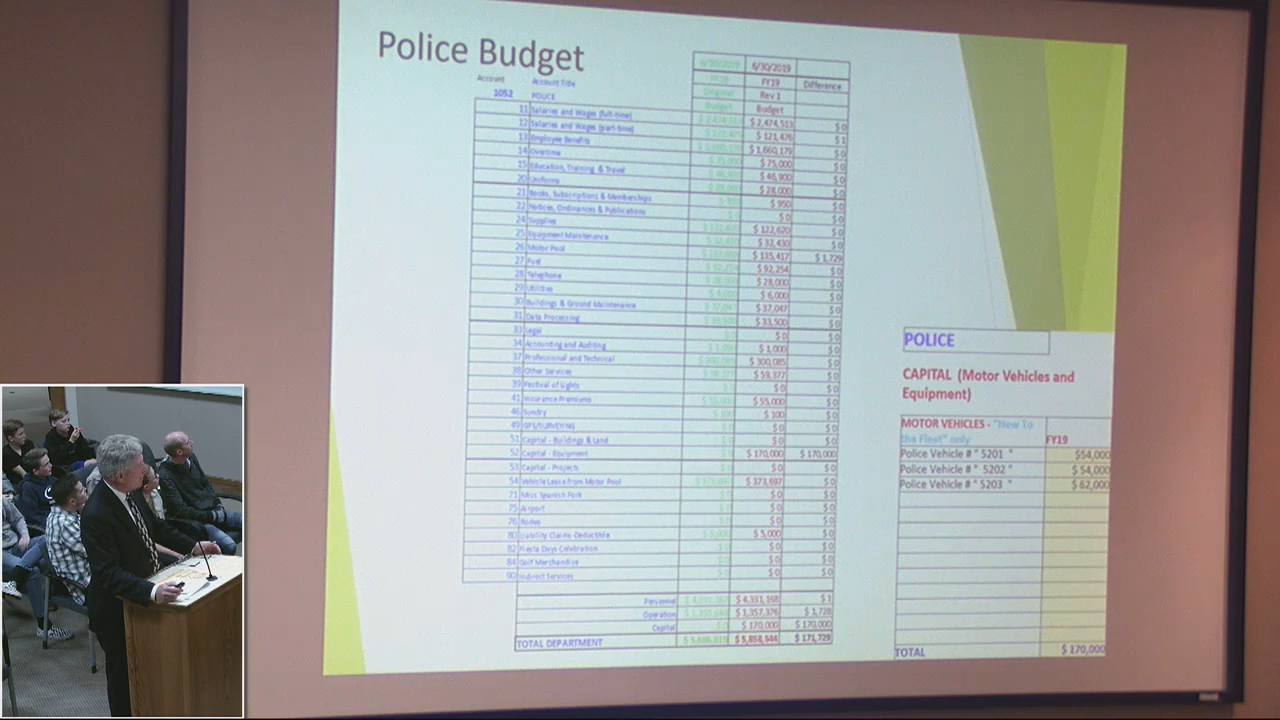 Police Budget
Account Account Title 6/30/2019 6/30/2019
1052 POLICE FY19 FY19 Difference
Original Rev 1
Budget Budget
11 Salaries and Wages (full-time) $ 2,474,513 $ 0
12 Salaries and Wages (part-time) $ 121,476 $ 1
13 Employee Benefits $ 1,660,179 $ 0
14 Overtime $ 75,000 $ 0
15 Education, Training & Travel $ 46,900 $ 0
20 Uniforms $ 28,000 $ 0
21 Books, Subscriptions & Memberships $ 950 $ 0
22 Notices, Ordinances & Publications $ 0 $ 0
24 Supplies $ 122,620 $ 0
25 Equipment Maintenance $ 32,430 $ 0
26 Motor Pool $ 135,417 $ 1,729
27 Fuel $ 92,254 $ 0
28 Telephone $ 28,000 $ 0
29 Utilities $ 6,000 $ 0
30 Buildings & Ground Maintenance $ 37,047 $ 0
31 Data Processing $ 33,500 $ 0
33 Legal $ 0 $ 0
34 Accounting and Auditing $ 1,000 $ 0
37 Professional and Technical $ 300,085 $ 0
38 Other Services $ 59,377 $ 0
39 Festival of Lights $ 0 $ 0
41 Insurance Premiums $ 55,000 $ 0
46 Sundry $ 100 $ 0
49 GPS/SURVEYING $ 0 $ 0
51 Capital - Buildings & Land $ 0 $ 0
52 Capital - Equipment $ 170,000 $ 170,000
53 Capital - Projects $ 0 $ 0
54 Vehicle Lease from Motor Pool $ 373,697 $ 0
71 Miss Spanish Fork $ 0 $ 0
75 Airport $ 0 $ 0
76 Rodeo $ 0 $ 0
80 Liability Claims Deductible $ 5,000 $ 0
82 Fiesta Days Celebration $ 0 $ 0
84 Golf Merchandise $ 0 $ 0
90 Indirect Services $ 0 $ 0
Personnel $ 4,331,168 $ 1
Operation $ 1,357,376 $ 1,728
Capital $ 170,000 $ 170,000
TOTAL DEPARTMENT $ 5,858,544 $ 171,729
POLICE
CAPITAL (Motor Vehicles and
Equipment)
MOTOR VEHICLES - "New To
the Fleet" only FY19
Police Vehicle # " 5201 " $54,000
Police Vehicle # " 5202 " $ 54,000
Police Vehicle # " 5203 " $ 62,000
TOTAL $ 170,000